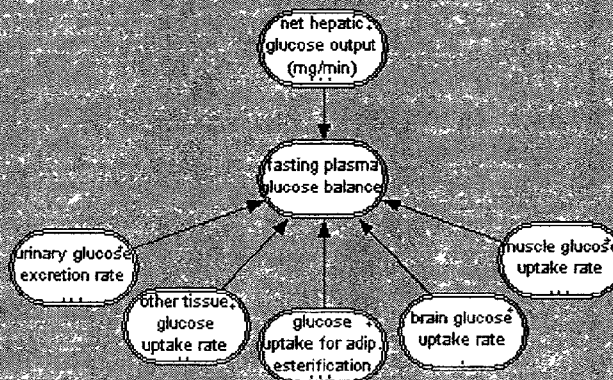 net hepatic
glucose output
(mg/min)
fasting plasma
glucose balance
urinary glucose
excretion rate
other tissue
glucose
uptake rate
glucose
uptake for adip.
esterification
brain glucose
uptake rate
muscle glucose
uptake rate